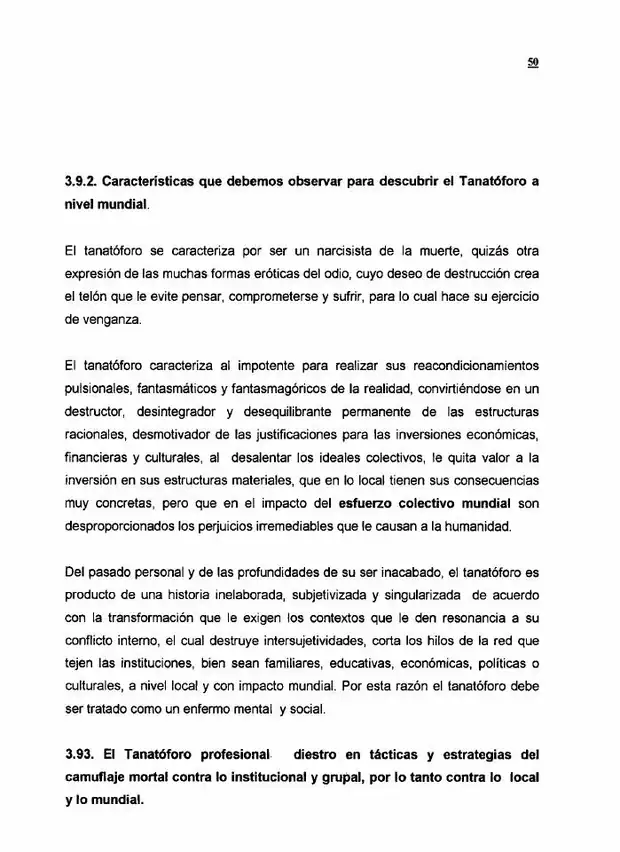 50
3.9.2. Características que debemos observar para descubrir el Tanatóforo a
nivel mundial.
El tanatóforo se caracteriza por ser un narcisista de la muerte, quizás otra
expresión de las muchas formas eróticas del odio, cuyo deseo de destrucción crea
el telón que le evite pensar, comprometerse y sufrir, para lo cual hace su ejercicio
de venganza.
El tanatóforo caracteriza al impotente para realizar sus reacondicionamientos
pulsionales, fantasmáticos y fantasmagóricos de la realidad, convirtiéndose en un
destructor, desintegrador y desequilibrante permanente de las estructuras
racionales, desmotivador de las justificaciones para las inversiones económicas,
financieras y culturales, al desalentar los ideales colectivos, le quita valor a la
inversión en sus estructuras materiales, que en lo local tienen sus consecuencias
muy concretas, pero que en el impacto del esfuerzo colectivo mundial son
desproporcionados los perjuicios irremediables que le causan a la humanidad.
Del pasado personal y de las profundidades de su ser inacabado, el tanatóforo es
producto de una historia inelaborada, subjetivizada y singularizada de acuerdo
con la transformación que le exigen los contextos que le den resonancia a su
conflicto interno, el cual destruye intersujetividades, corta los hilos de la red que
tejen las instituciones, bien sean familiares, educativas, económicas, políticas o
culturales, a nivel local y con impacto mundial. Por esta razón el tanatóforo debe
ser tratado como un enfermo mental y social.
3.93. El Tanatóforo profesional diestro en tácticas y estrategias del
camuflaje mortal contra lo institucional y grupal, por lo tanto contra lo local
y lo mundial.